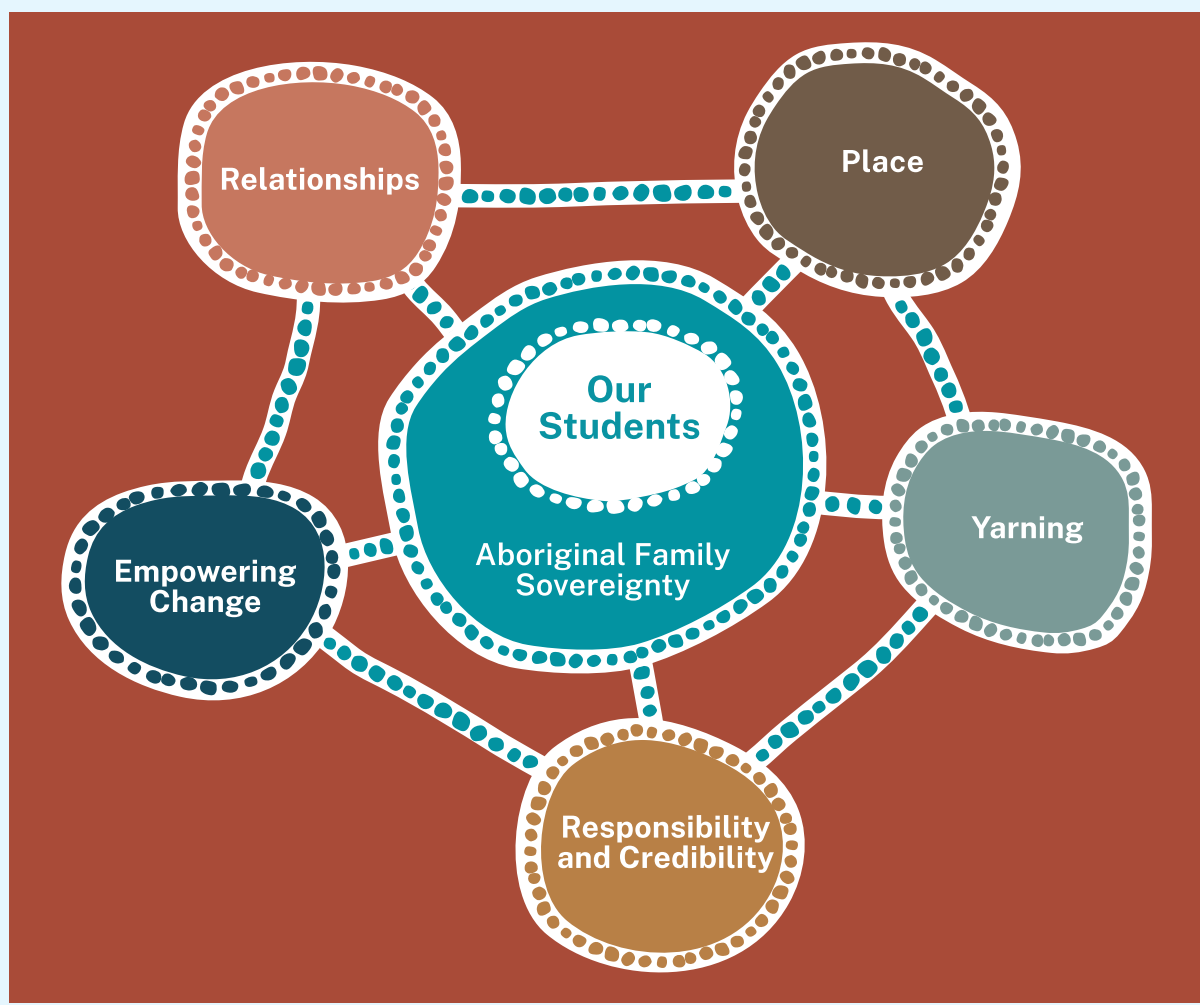 Relationships
Place
Our
Students
Aboriginal Family
Sovereignty
Yarning
Empowering
Change
Responsibility
and Credibility